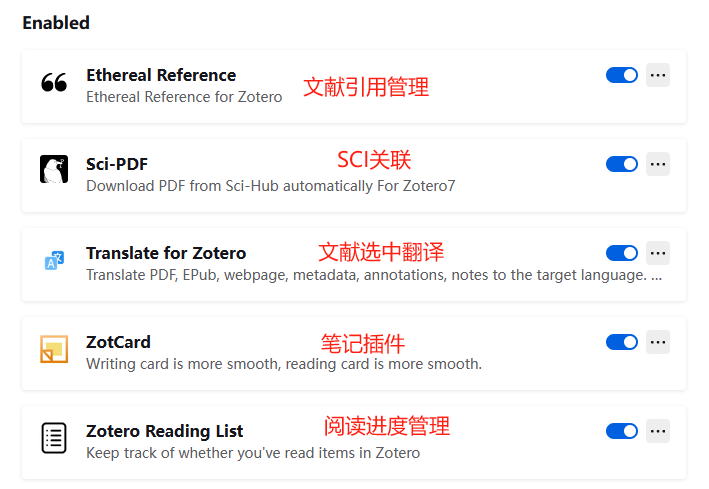 Enabled
Ethereal Reference
文献引用管理
Ethereal Reference for Zotero
Sci-PDF
SCI关联
Download PDF from Sci-Hub automatically For Zotero7
Translate for Zotero
文献选中翻译
Translate PDF, EPub, webpage, metadata, annotations, notes to the target language. ...
ZotCard
笔记插件
Writing card is more smooth, reading card is more smooth.
Zotero Reading List
阅读进度管理
Keep track of whether you've read items in Zotero